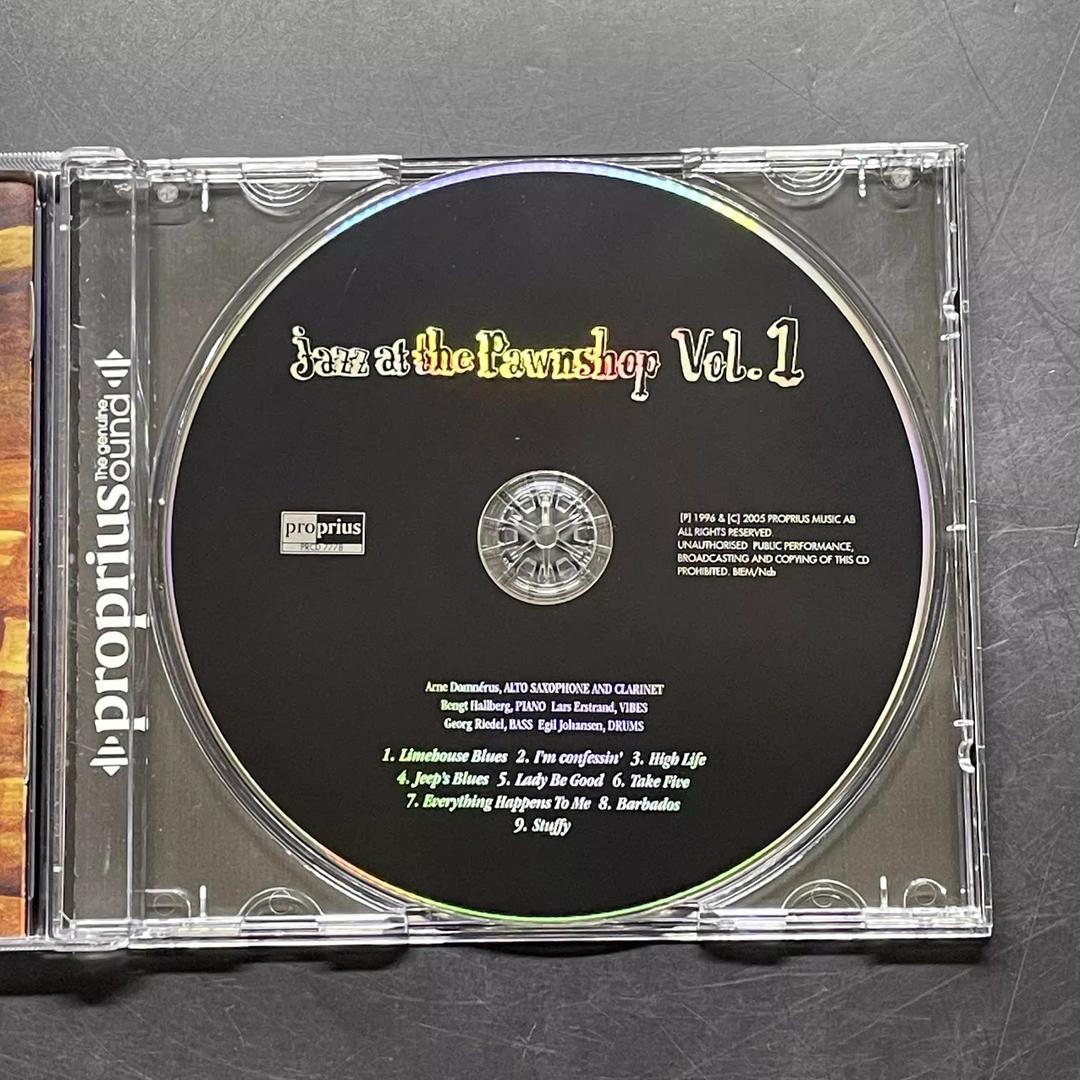 jazz at the Pawnshop Vol. 1
proprius
PRCD 7778
[P] 1996 & [C] 2005 PROPRIUS MUSIC AB
ALL RIGHTS RESERVED.
UNAUTHORISED PUBLIC PERFORMANCE,
BROADCASTING AND COPYING OF THIS CD
PROHIBITED. BIEM/Ncb
Arne Domnérus, ALTO SAXOPHONE AND CLARINET
Bengt Hallberg, PIANO Lars Erstrand, VIBES
Georg Riedel, BASS Egil Johansen, DRUMS
1. Limehouse Blues 2. I'm confessin' 3. High Life
4. Jeep's Blues 5. Lady Be Good 6. Take Five
7. Everything Happens To Me 8. Barbados
9. Stuffy
proprius
The genuine
sound